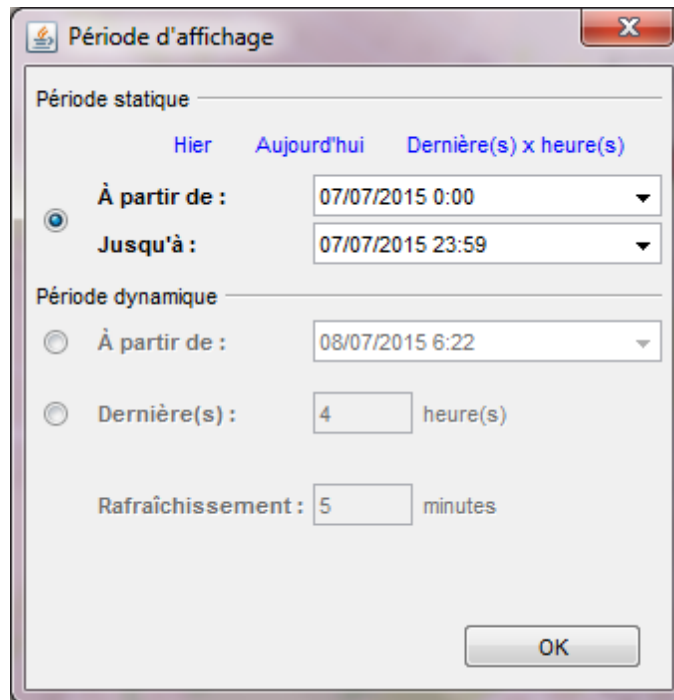 Période d'affichage
Période statique
Hier Aujourd'hui Dernière(s) x heure(s)
À partir de : 07/07/2015 0:00
Jusqu'à : 07/07/2015 23:59
Période dynamique
À partir de : 08/07/2015 6:22
Dernière(s) : 4 heure(s)
Rafraîchissement : 5 minutes
OK